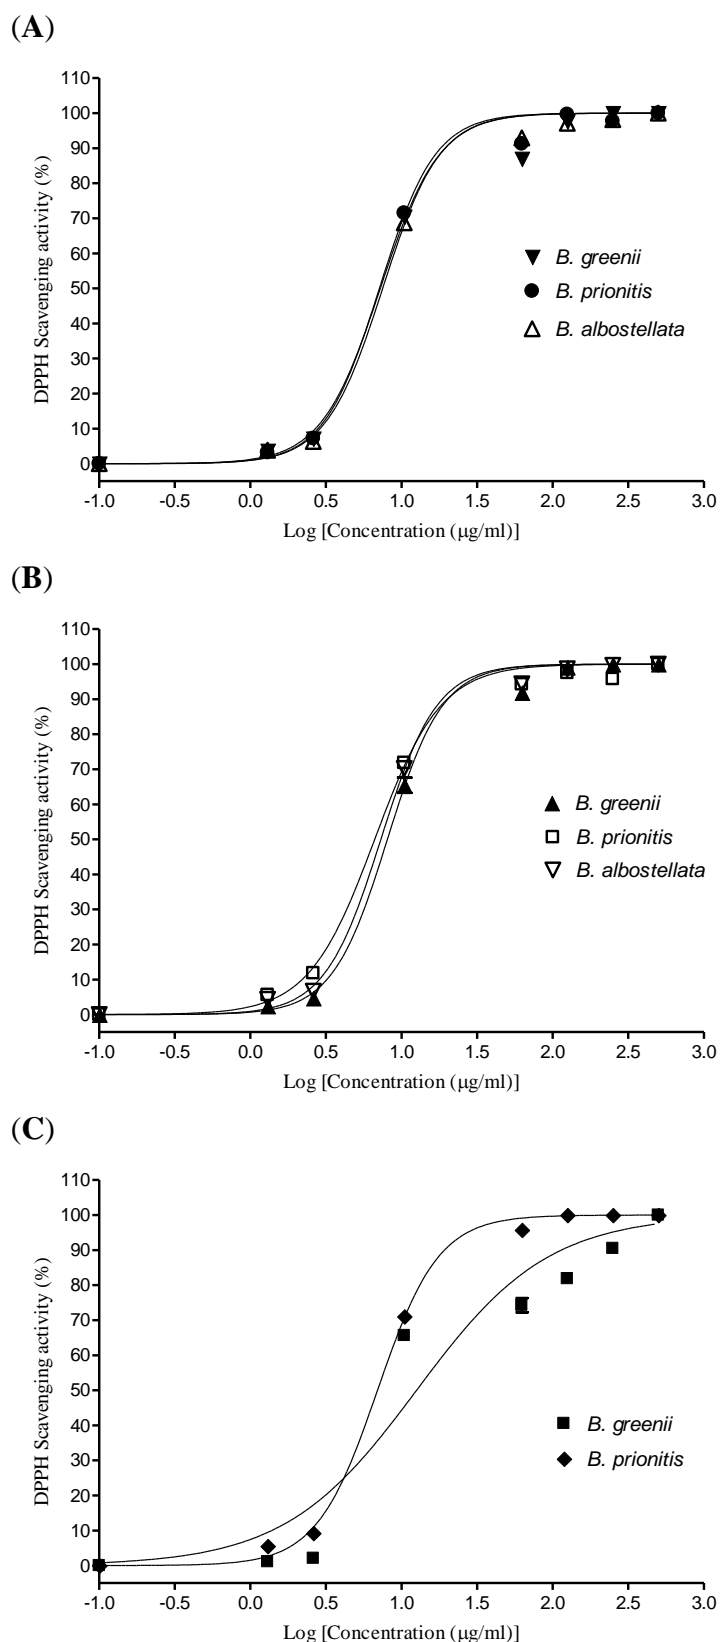 (A)
DPPH Scavenging activity (%)
110
100
90
80
70
60
50
40
30
20
10
0
B. greenii
B. prionitis
B. albostellata
-1.0 -0.5 0.0 0.5 1.0 1.5 2.0 2.5 3.0
Log [Concentration (μg/ml)]
(B)
DPPH Scavenging activity (%)
110
100
90
80
70
60
50
40
30
20
10
0
B. greenii
B. prionitis
B. albostellata
-1.0 -0.5 0.0 0.5 1.0 1.5 2.0 2.5 3.0
Log [Concentration (μg/ml)]
(C)
DPPH Scavenging activity (%)
110
100
90
80
70
60
50
40
30
20
10
0
B. greenii
B. prionitis
-1.0 -0.5 0.0 0.5 1.0 1.5 2.0 2.5 3.0
Log [Concentration (μg/ml)]